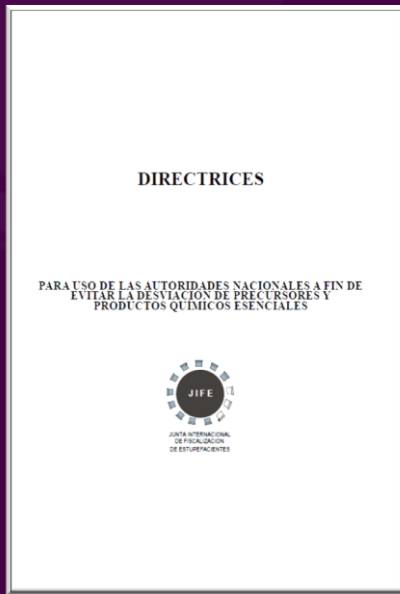 DIRECTRICES
PARA USO DE LAS AUTORIDADES NACIONALES A FIN DE
EVITAR LA DESVIACIÓN DE PRECURSORES Y
PRODUCTOS QUÍMICOS ESENCIALES
JIFE
JUNTA INTERNACIONAL
DE FISCALIZACIÓN
DE ESTUPEFACIENTES